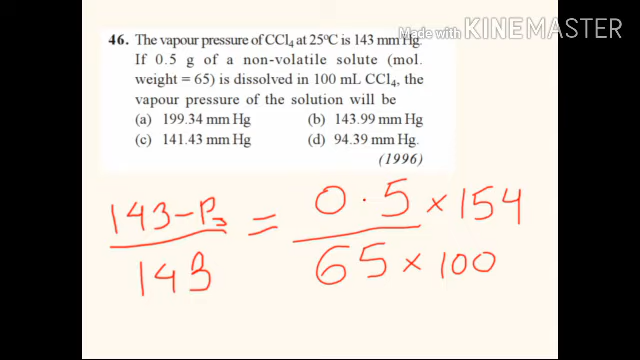 Made with KINEMASTER
46. The vapour pressure of CCl₄ at 25°C is 143 mm Hg.
If 0.5 g of a non-volatile solute (mol.
weight = 65) is dissolved in 100 mL CCl₄, the
vapour pressure of the solution will be
(a) 199.34 mm Hg (b) 143.99 mm Hg
(c) 141.43 mm Hg (d) 94.39 mm Hg.
(1996)
143 – Pₛ / 143 = 0.5 × 154 / 65 × 100